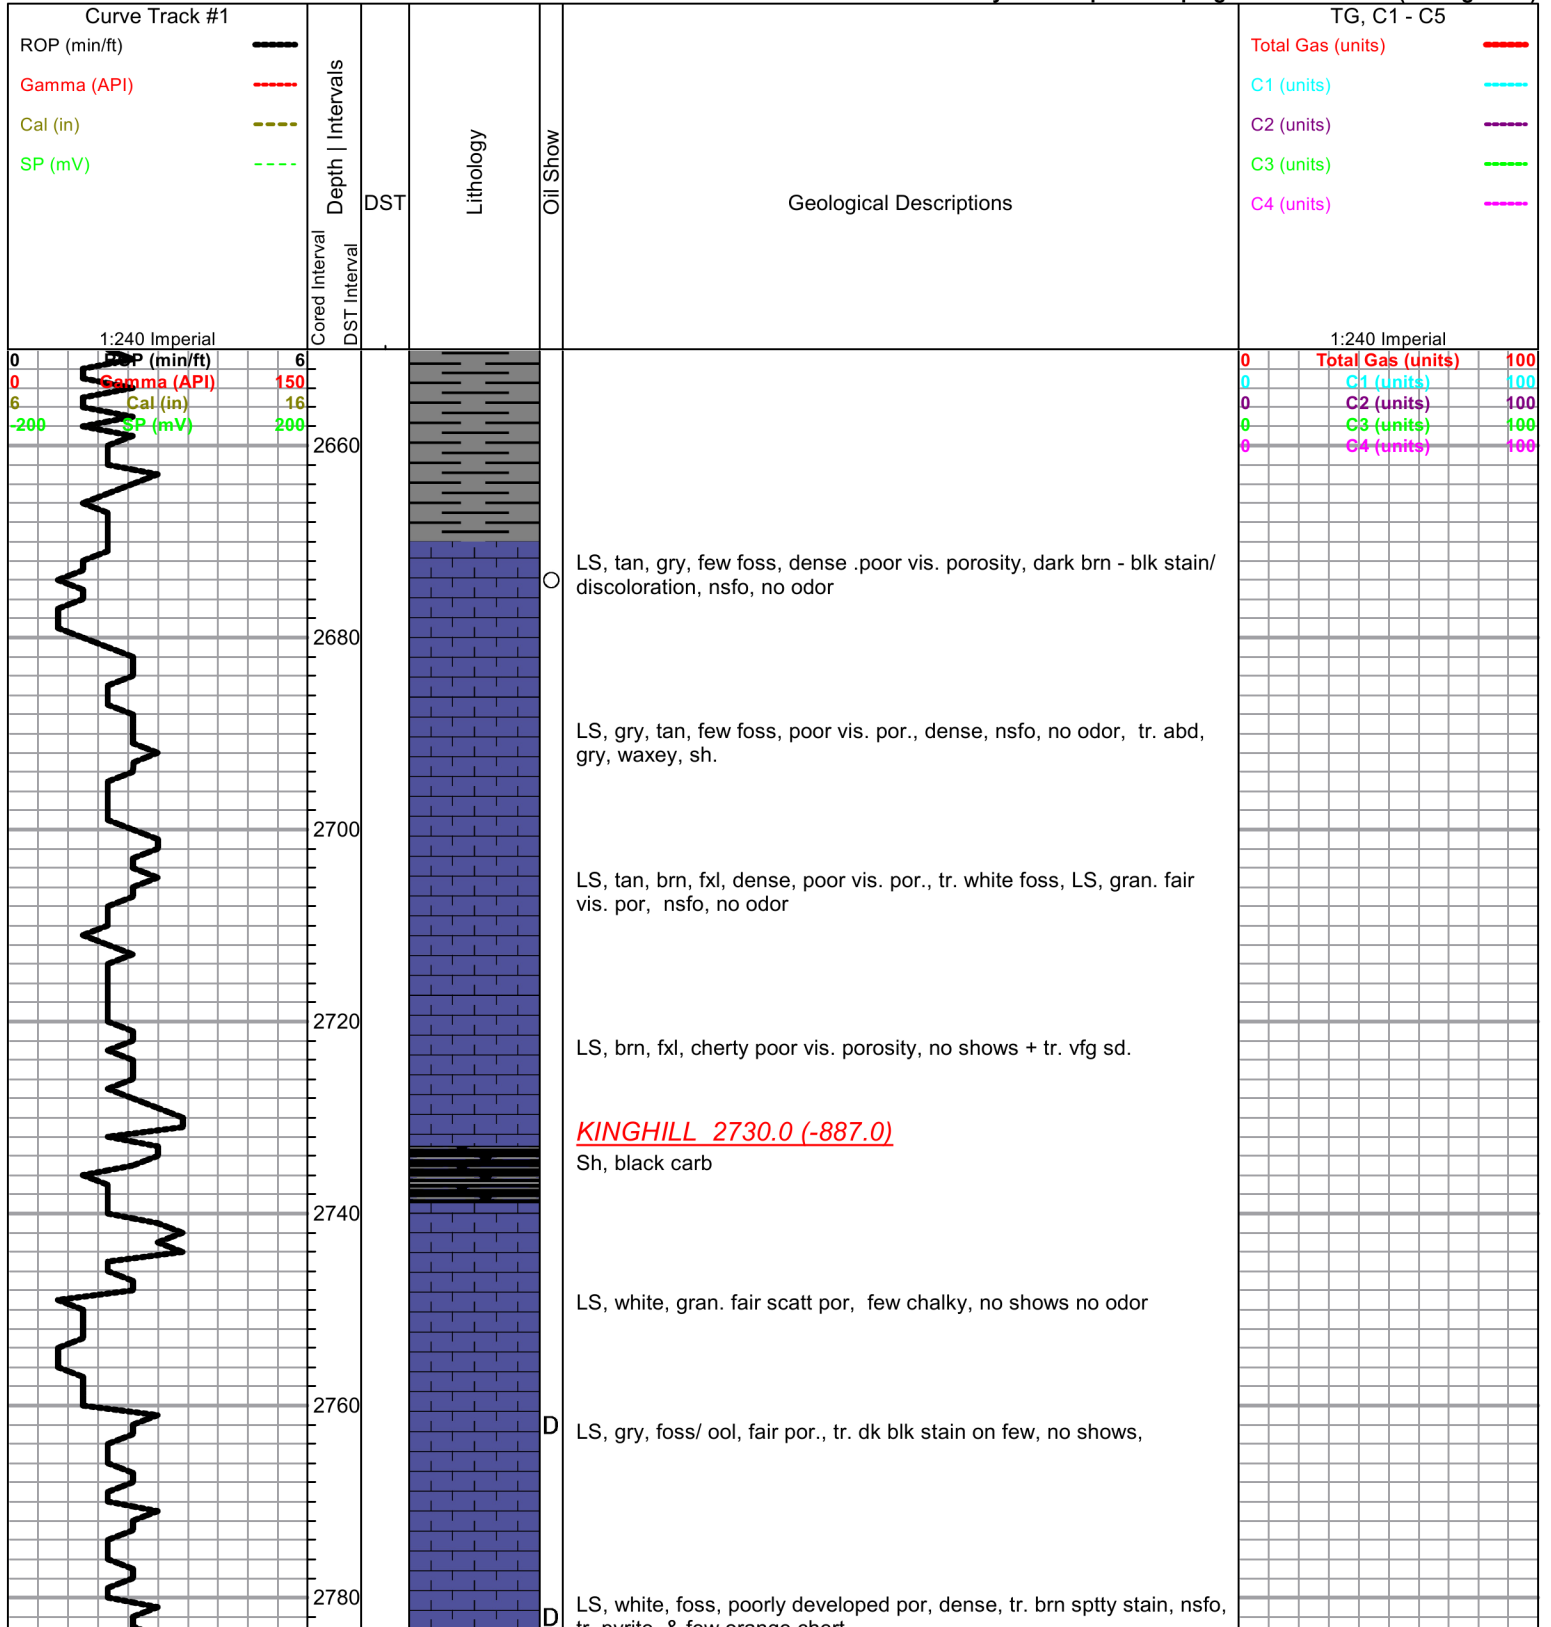 Curve Track #1
ROP (min/ft)
Gamma (API)
Cal (in)
SP (mV)
1:240 Imperial
Depth | Intervals
Cored Interval
DST Interval
DST
Lithology
Oil Show
Geological Descriptions
TG, C1 - C5
Total Gas (units)
C1 (units)
C2 (units)
C3 (units)
C4 (units)
1:240 Imperial
0 ROP (min/ft) 6
0 Gamma (API) 150
6 Cal (in) 16
-200 SP (mV) 200
0 Total Gas (units) 100
0 C1 (units) 100
0 C2 (units) 100
0 C3 (units) 100
0 C4 (units) 100
2660
LS, tan, gry, few foss, dense .poor vis. porosity, dark brn - blk stain/
discoloration, nsfo, no odor
2680
LS, gry, tan, few foss, poor vis. por., dense, nsfo, no odor, tr. abd,
gry, waxey, sh.
2700
LS, tan, brn, fxl, dense, poor vis. por., tr. white foss, LS, gran. fair
vis. por, nsfo, no odor
2720
LS, brn, fxl, cherty poor vis. porosity, no shows + tr. vfg sd.
KINGHILL 2730.0 (-887.0)
Sh, black carb
2740
LS, white, gran. fair scatt por, few chalky, no shows no odor
2760
D
LS, gry, foss/ ool, fair por., tr. dk blk stain on few, no shows,
2780
D
LS, white, foss, poorly developed por, dense, tr. brn sptty stain, nsfo,
tr. pyrite, & few orange chert